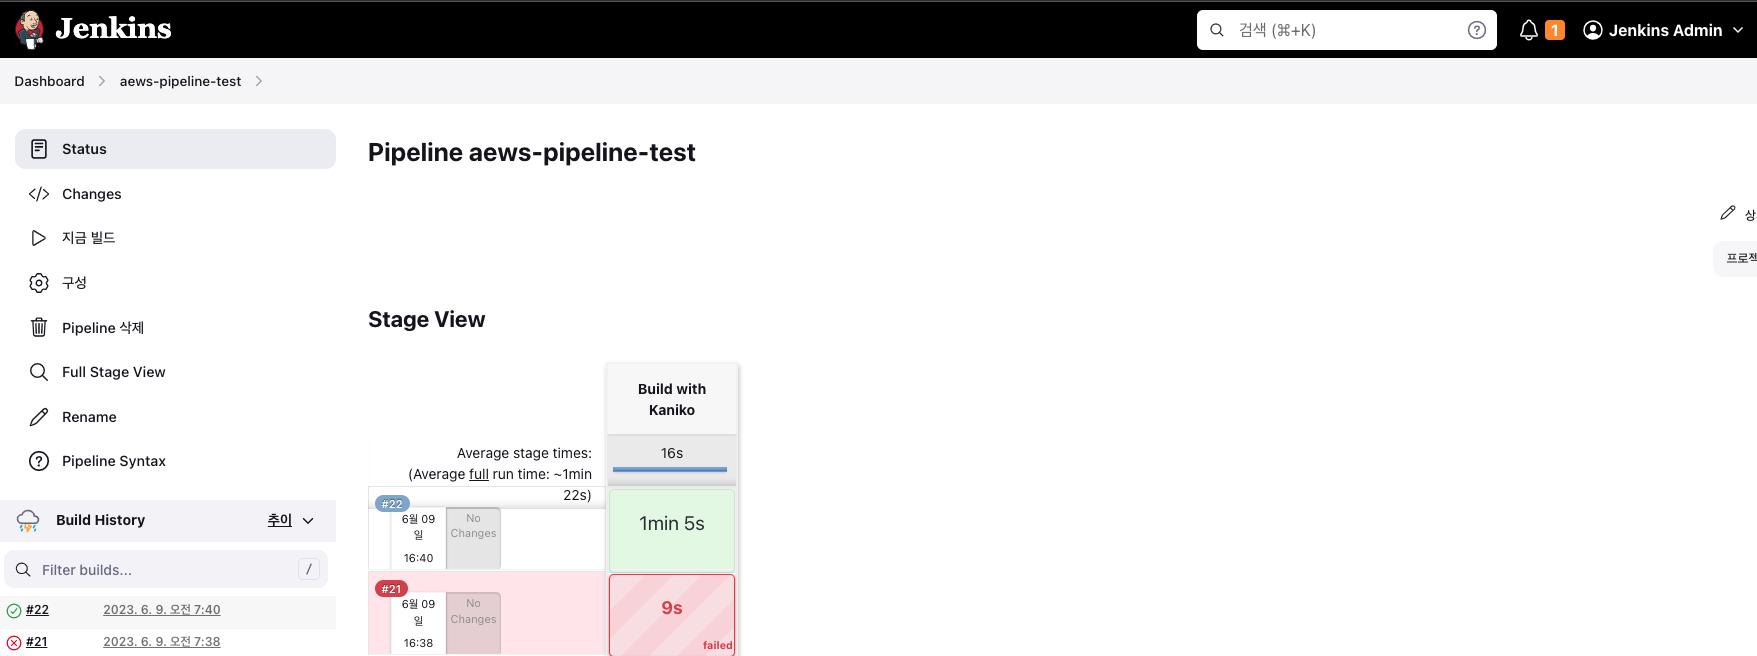 Jenkins
검색 (⌘+K)
1
Jenkins Admin
Dashboard
aews-pipeline-test
Status
Changes
지금 빌드
구성
Pipeline 삭제
Full Stage View
Rename
Pipeline Syntax
Build History
추이
Filter builds...
/
#22
2023. 6. 9. 오전 7:40
#21
2023. 6. 9. 오전 7:38
Pipeline aews-pipeline-test
Stage View
Build with
Kaniko
Average stage times:
(Average full run time: ~1min
22s)
16s
#22
6월 09
일
16:40
No
Changes
1min 5s
#21
6월 09
일
16:38
No
Changes
9s
failed